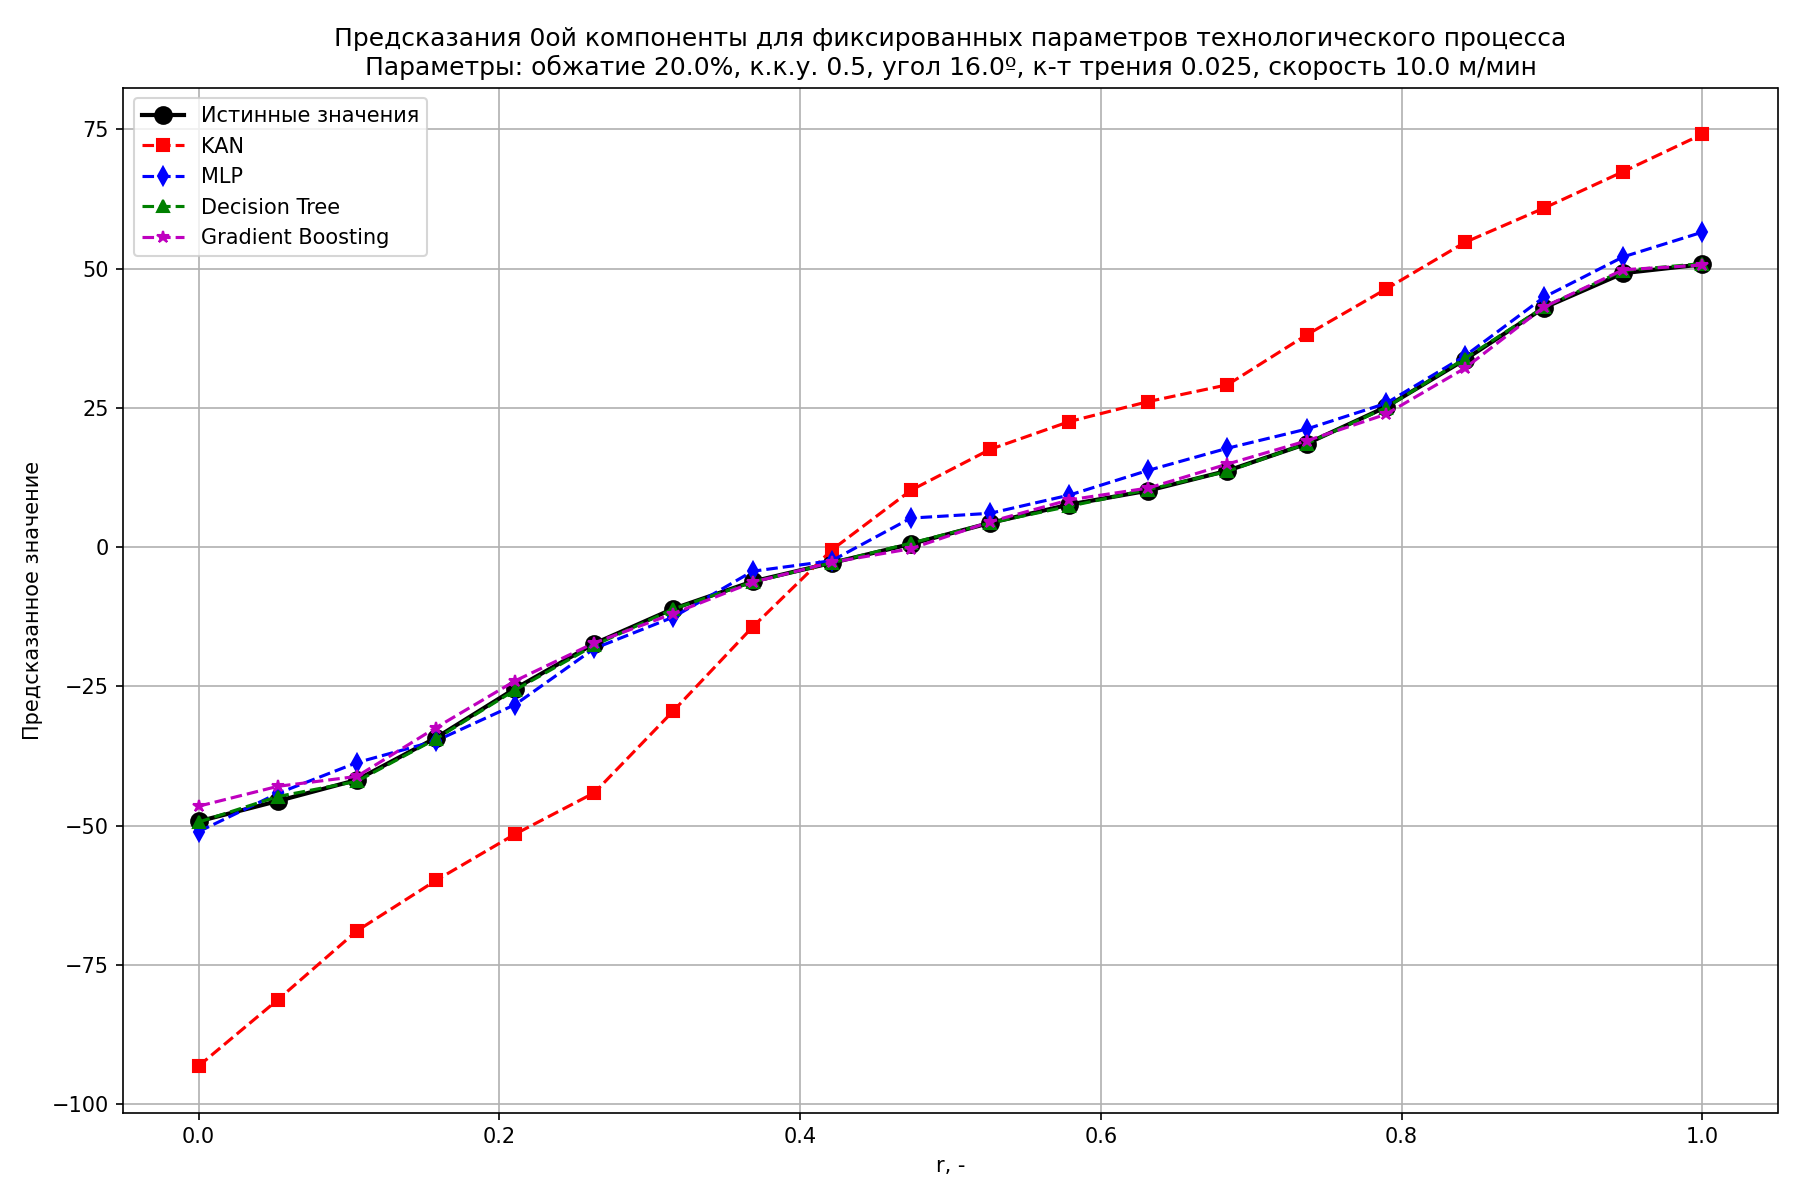 Предсказания 0ой компоненты для фиксированных параметров технологического процесса
Параметры: обжатие 20.0%, к.к.у. 0.5, угол 16.0º, к-т трения 0.025, скорость 10.0 м/мин
Истинные значения
KAN
MLP
Decision Tree
Gradient Boosting
Предсказанное значение
75
50
25
0
−25
−50
−75
−100
0.0
0.2
0.4
0.6
0.8
1.0
r, -